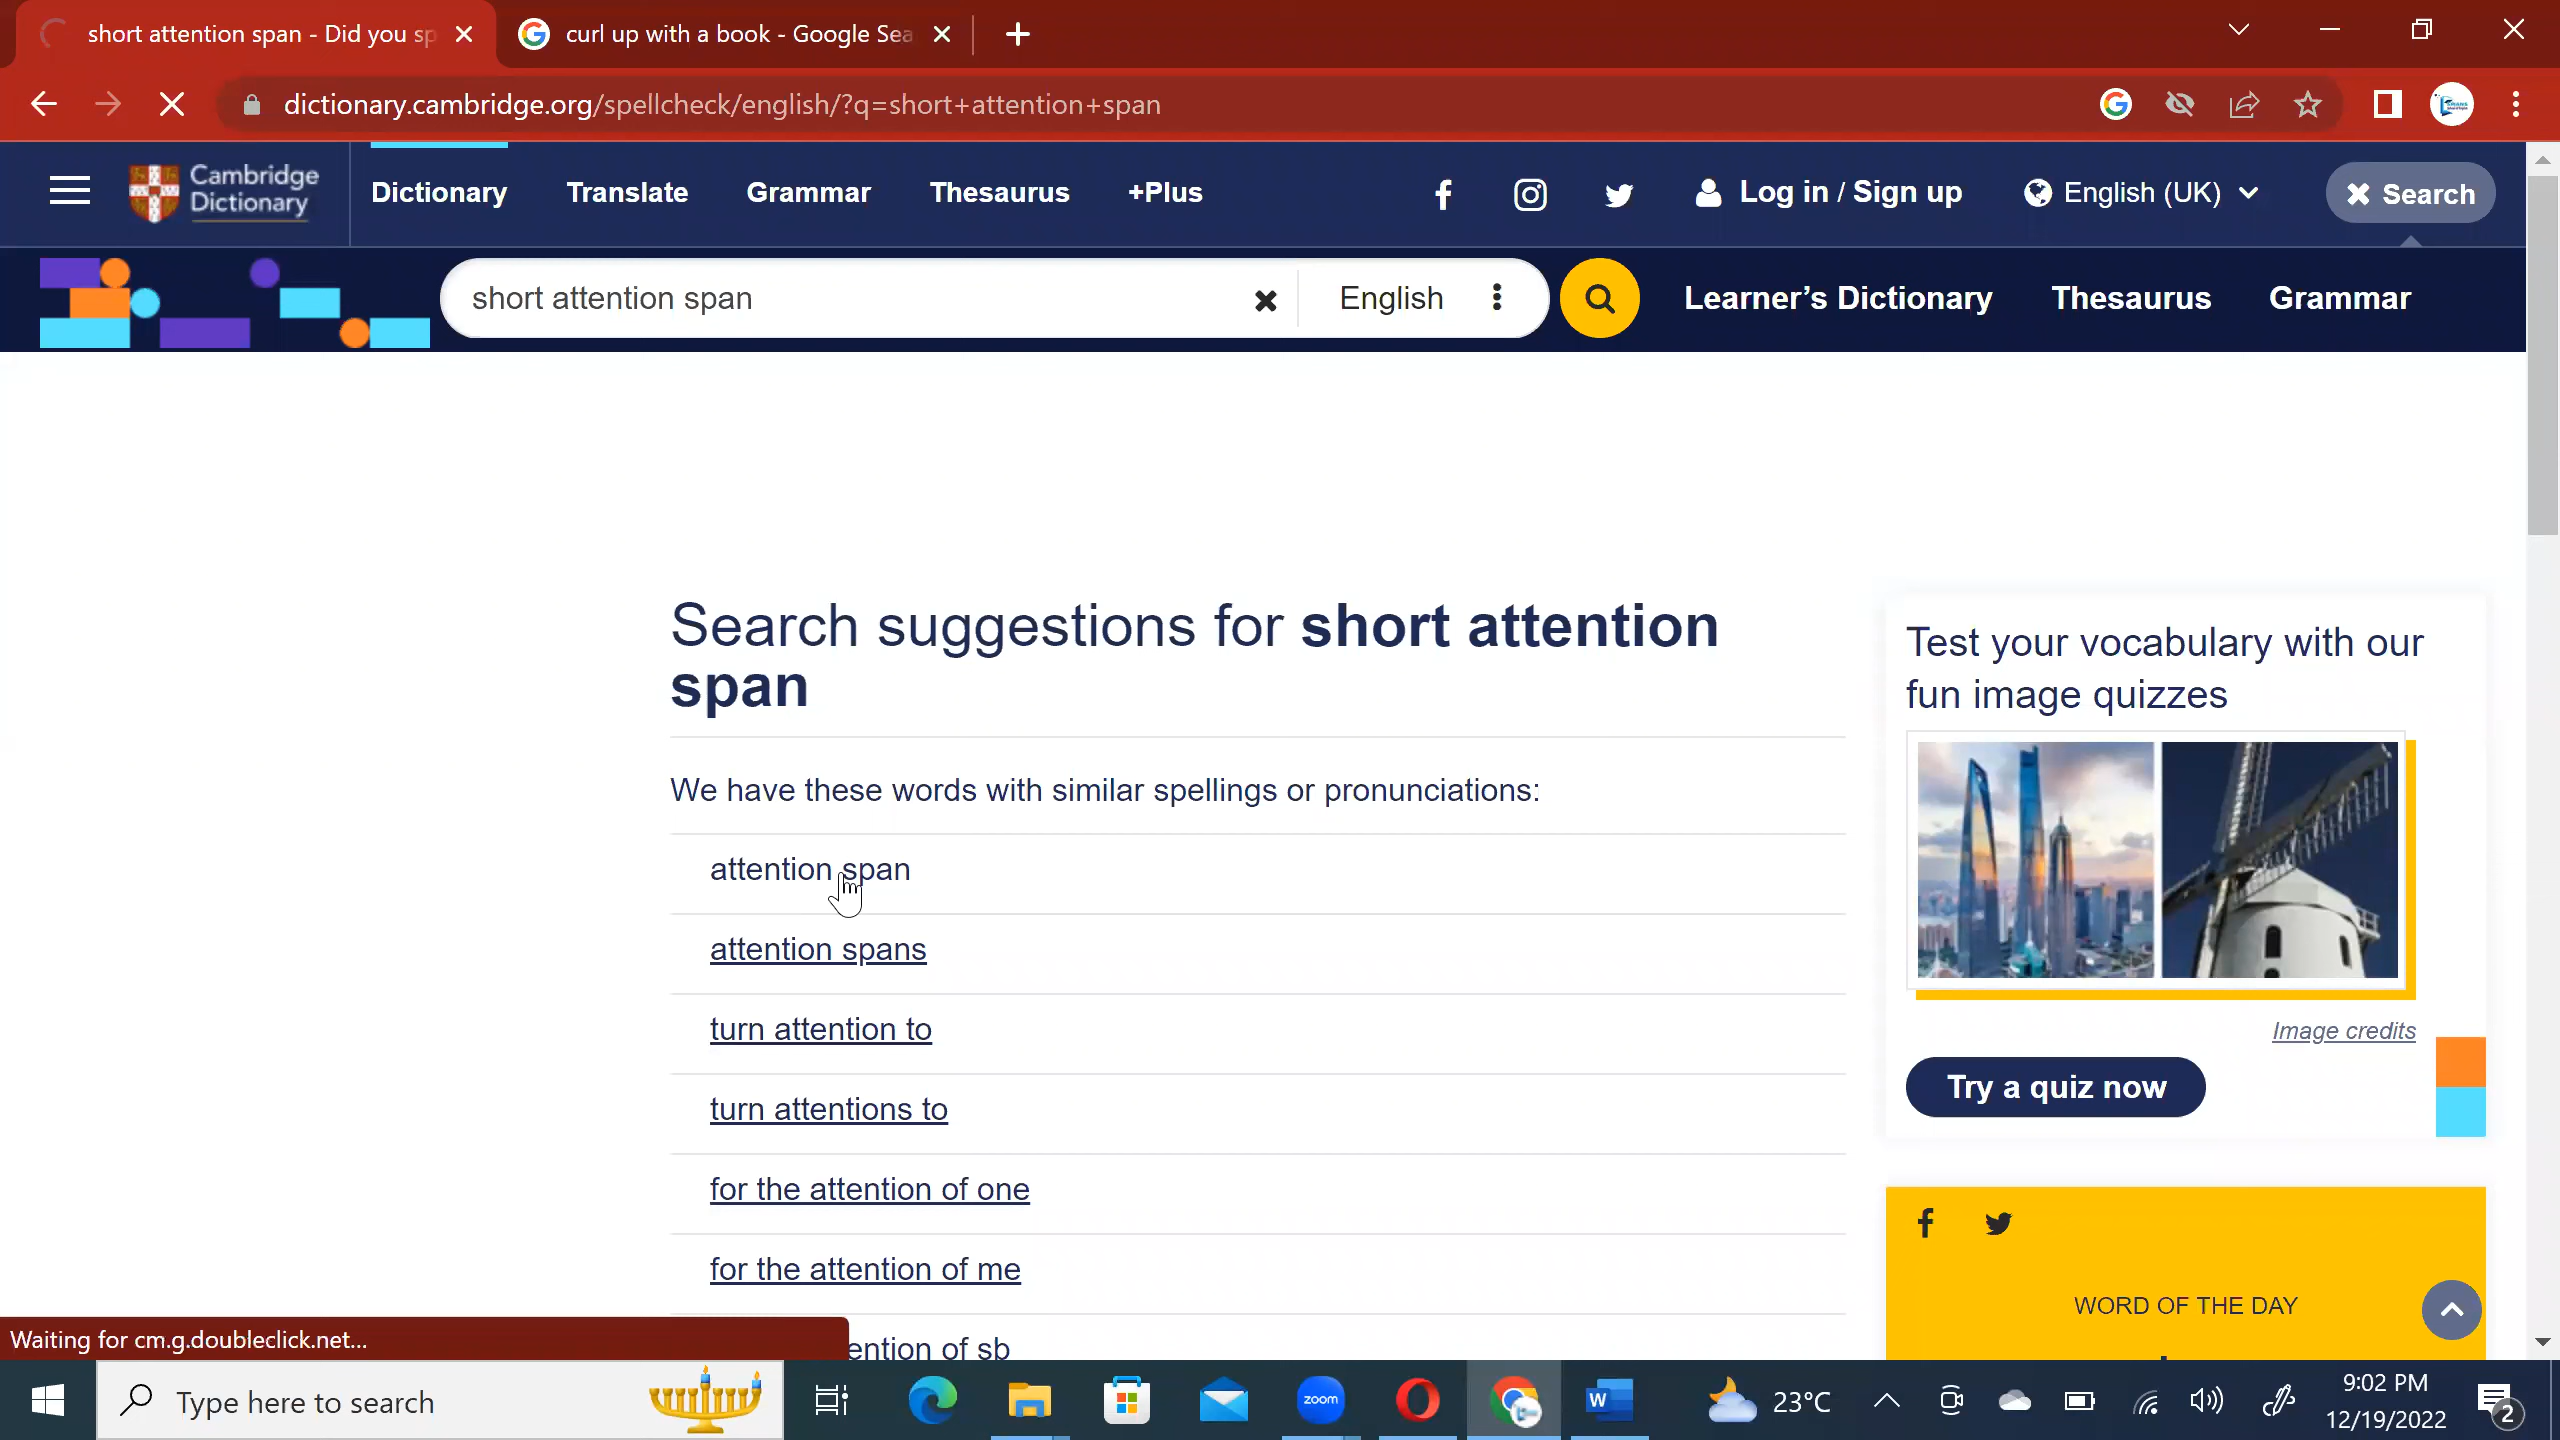 short attention span - Did you sp
curl up with a book - Google Sea
dictionary.cambridge.org/spellcheck/english/?q=short+attention+span
Cambridge
Dictionary
Dictionary
Translate
Grammar
Thesaurus
+Plus
Log in / Sign up
English (UK)
Search
short attention span
English
Learner's Dictionary
Thesaurus
Grammar
Search suggestions for short attention
span
We have these words with similar spellings or pronunciations:
attention span
attention spans
turn attention to
turn attentions to
for the attention of one
for the attention of me
ention of sb
Test your vocabulary with our
fun image quizzes
Image credits
Try a quiz now
WORD OF THE DAY
Waiting for cm.g.doubleclick.net...
Type here to search
zoom
W
23°C
9:02 PM
12/19/2022
2